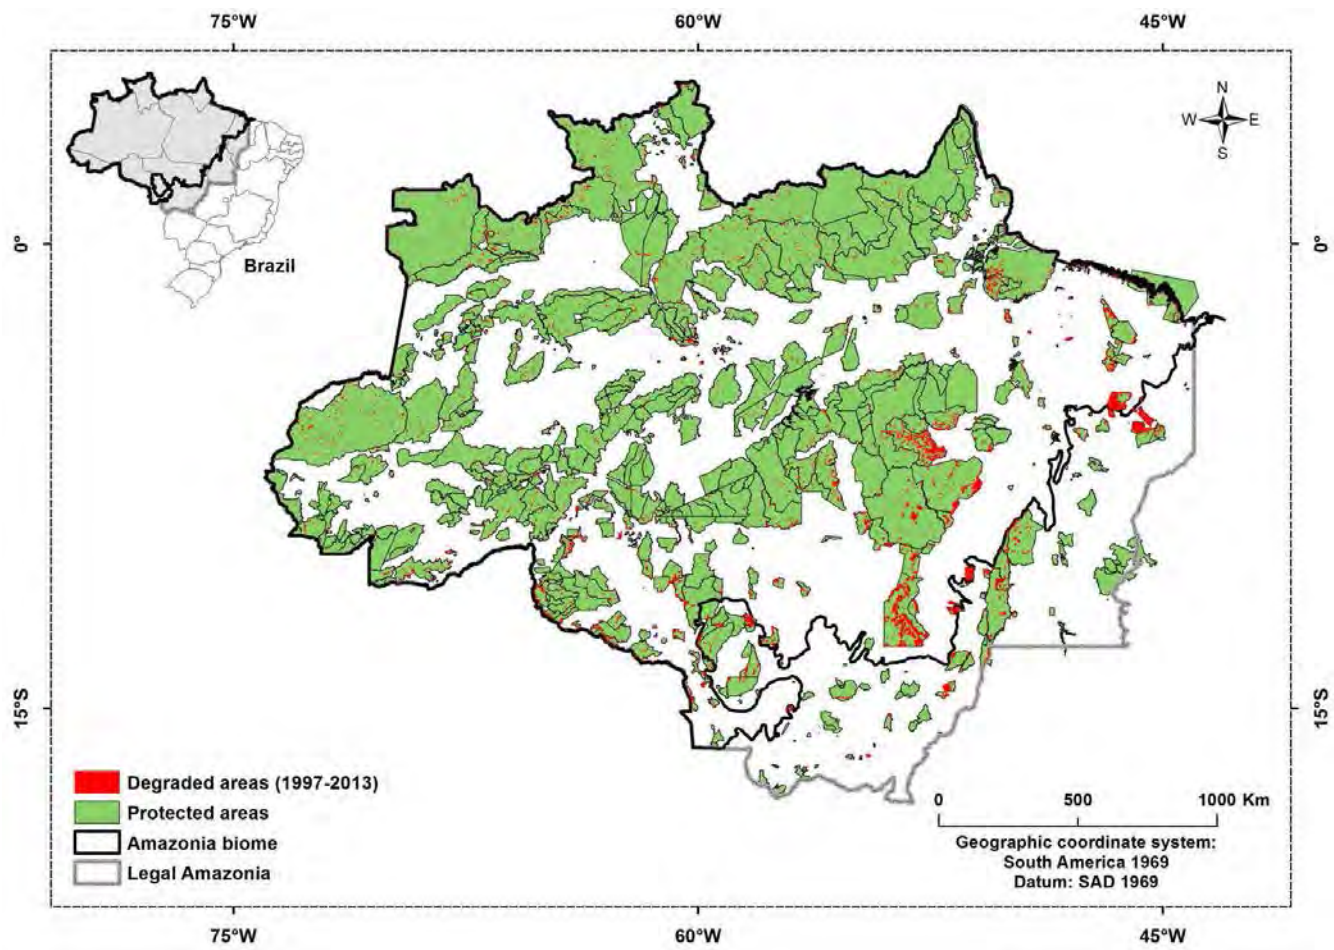 75°W 60°W 45°W
N
W E
S
0° 0°
Brazil
15°S 15°S
Degraded areas (1997-2013)
Protected areas
Amazonia biome
Legal Amazonia
0 500 1000 Km
Geographic coordinate system:
South America 1969
Datum: SAD 1969
75°W 60°W 45°W